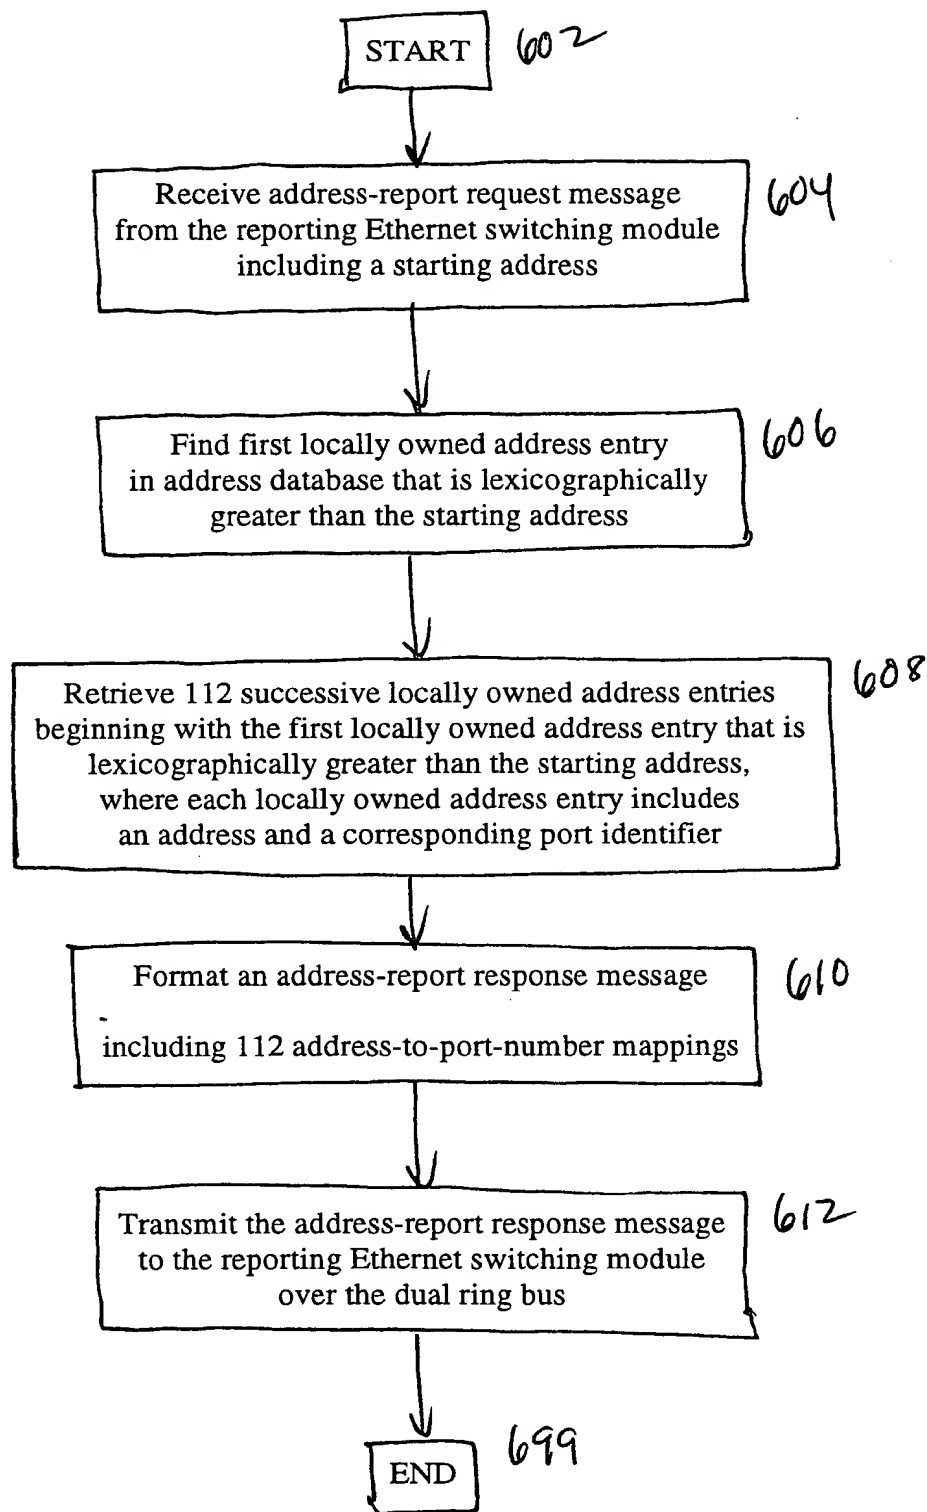 START 602
Receive address-report request message 604
from the reporting Ethernet switching module
including a starting address
Find first locally owned address entry 606
in address database that is lexicographically
greater than the starting address
Retrieve 112 successive locally owned address entries 608
beginning with the first locally owned address entry that is
lexicographically greater than the starting address,
where each locally owned address entry includes
an address and a corresponding port identifier
Format an address-report response message 610
including 112 address-to-port-number mappings
Transmit the address-report response message 612
to the reporting Ethernet switching module
over the dual ring bus
END 699